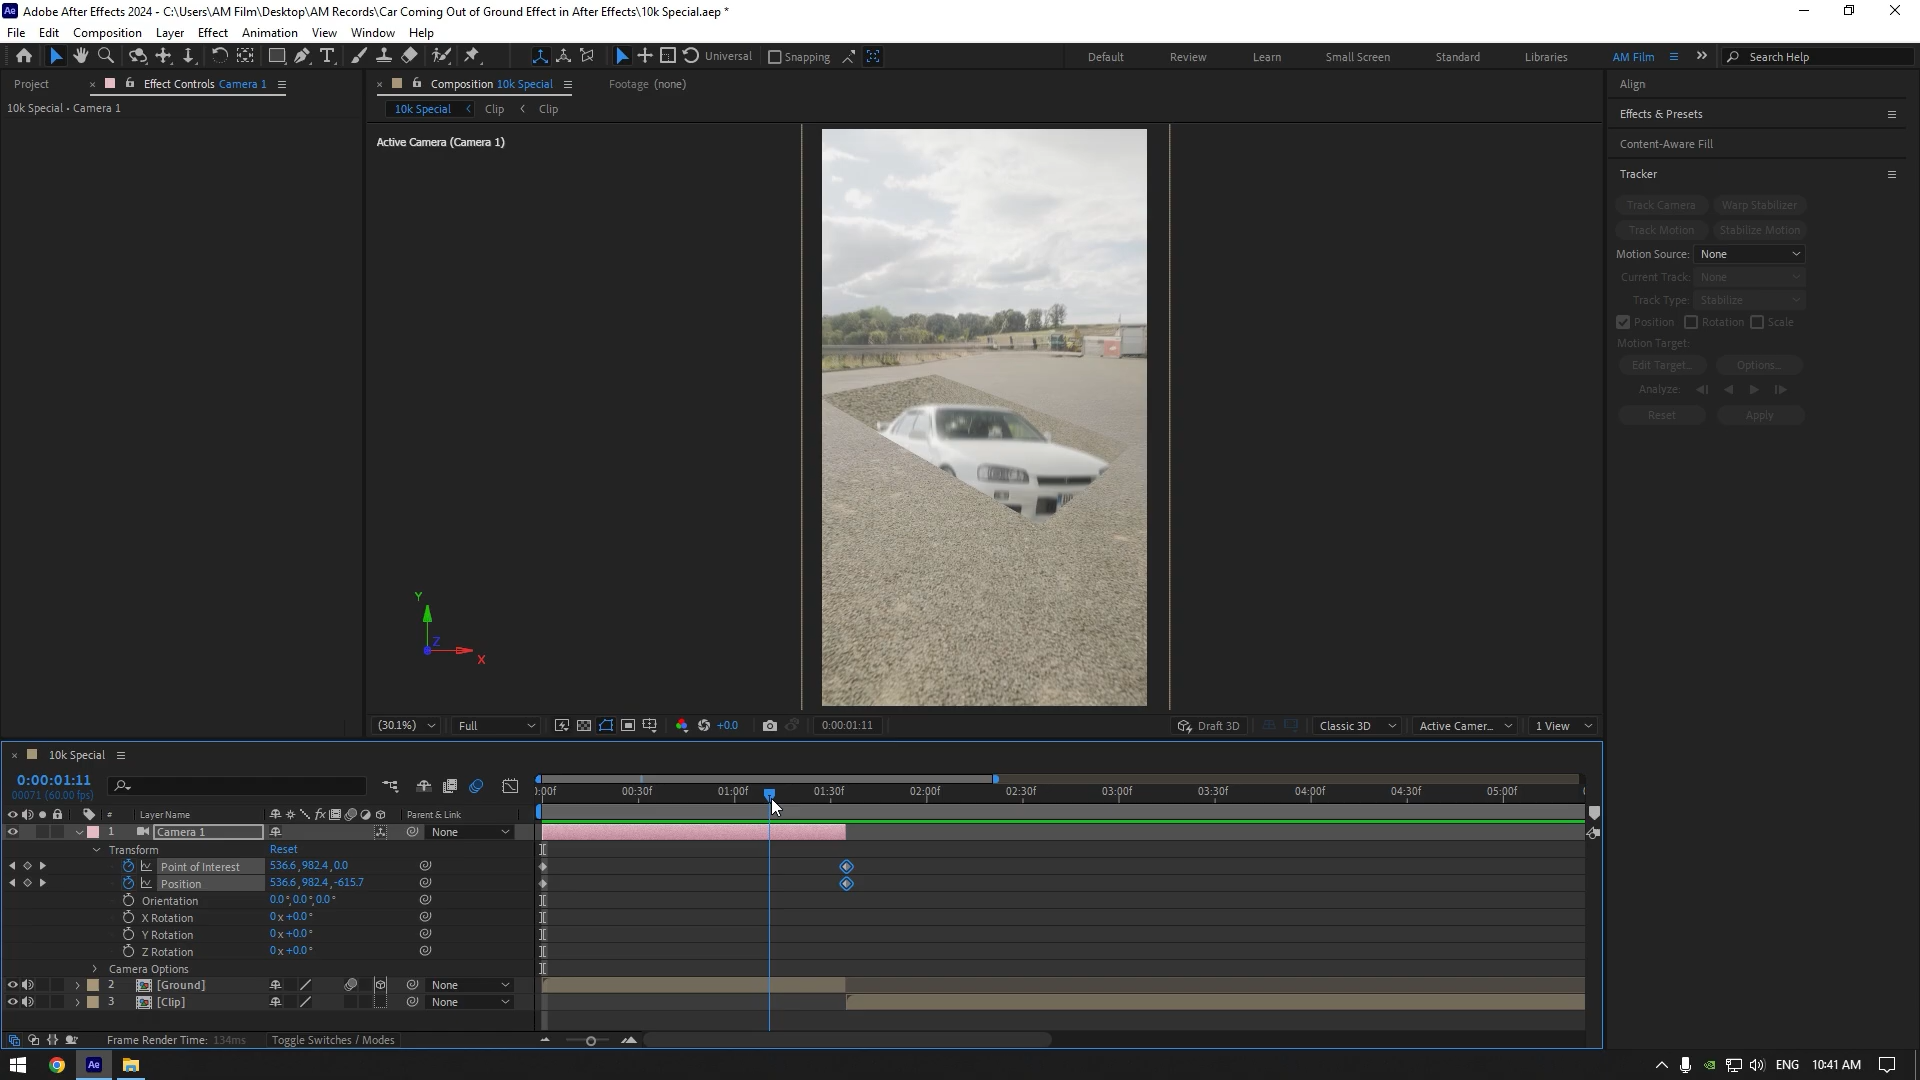 Adobe After Effects 2024 - C:\Users\AM Film\Desktop\AM Records\Car Coming Out of Ground Effect in After Effects\10k Special.aep *
File Edit Composition Layer Effect Animation View Window Help
Universal Snapping Default Review Learn Small Screen Standard Libraries AM Film Search Help
Project Effect Controls Camera 1 Composition 10k Special Footage (none) Align
10k Special • Camera 1
10k Special Clip Clip
Effects & Presets
Active Camera (Camera 1)
Content-Aware Fill
Tracker
Track Camera Warp Stabilizer
Track Motion Stabilize Motion
Motion Source: None
Current Track: None
Track Type: Stabilize
Position Rotation Scale
Motion Target:
Edit Target... Options...
Analyze:
Reset Apply
Y
Z
X
(30.1%) Full +0.0 0:00:01:11 Draft 3D Classic 3D Active Camer... 1 View
10k Special
0:00:01:11
00071 (60.00 fps)
):00f 00:30f 01:00f 01:30f 02:00f 02:30f 03:00f 03:30f 04:00f 04:30f 05:00f
# Layer Name Parent & Link
1 Camera 1 None
Transform Reset
Point of Interest 536.6,982.4,0.0
Position 536.6,982.4,-615.7
Orientation 0.0°,0.0°,0.0°
X Rotation 0x+0.0°
Y Rotation 0x+0.0°
Z Rotation 0x+0.0°
Camera Options
2 [Ground] None
3 [Clip] None
Frame Render Time: 134ms Toggle Switches / Modes
ENG 10:41 AM